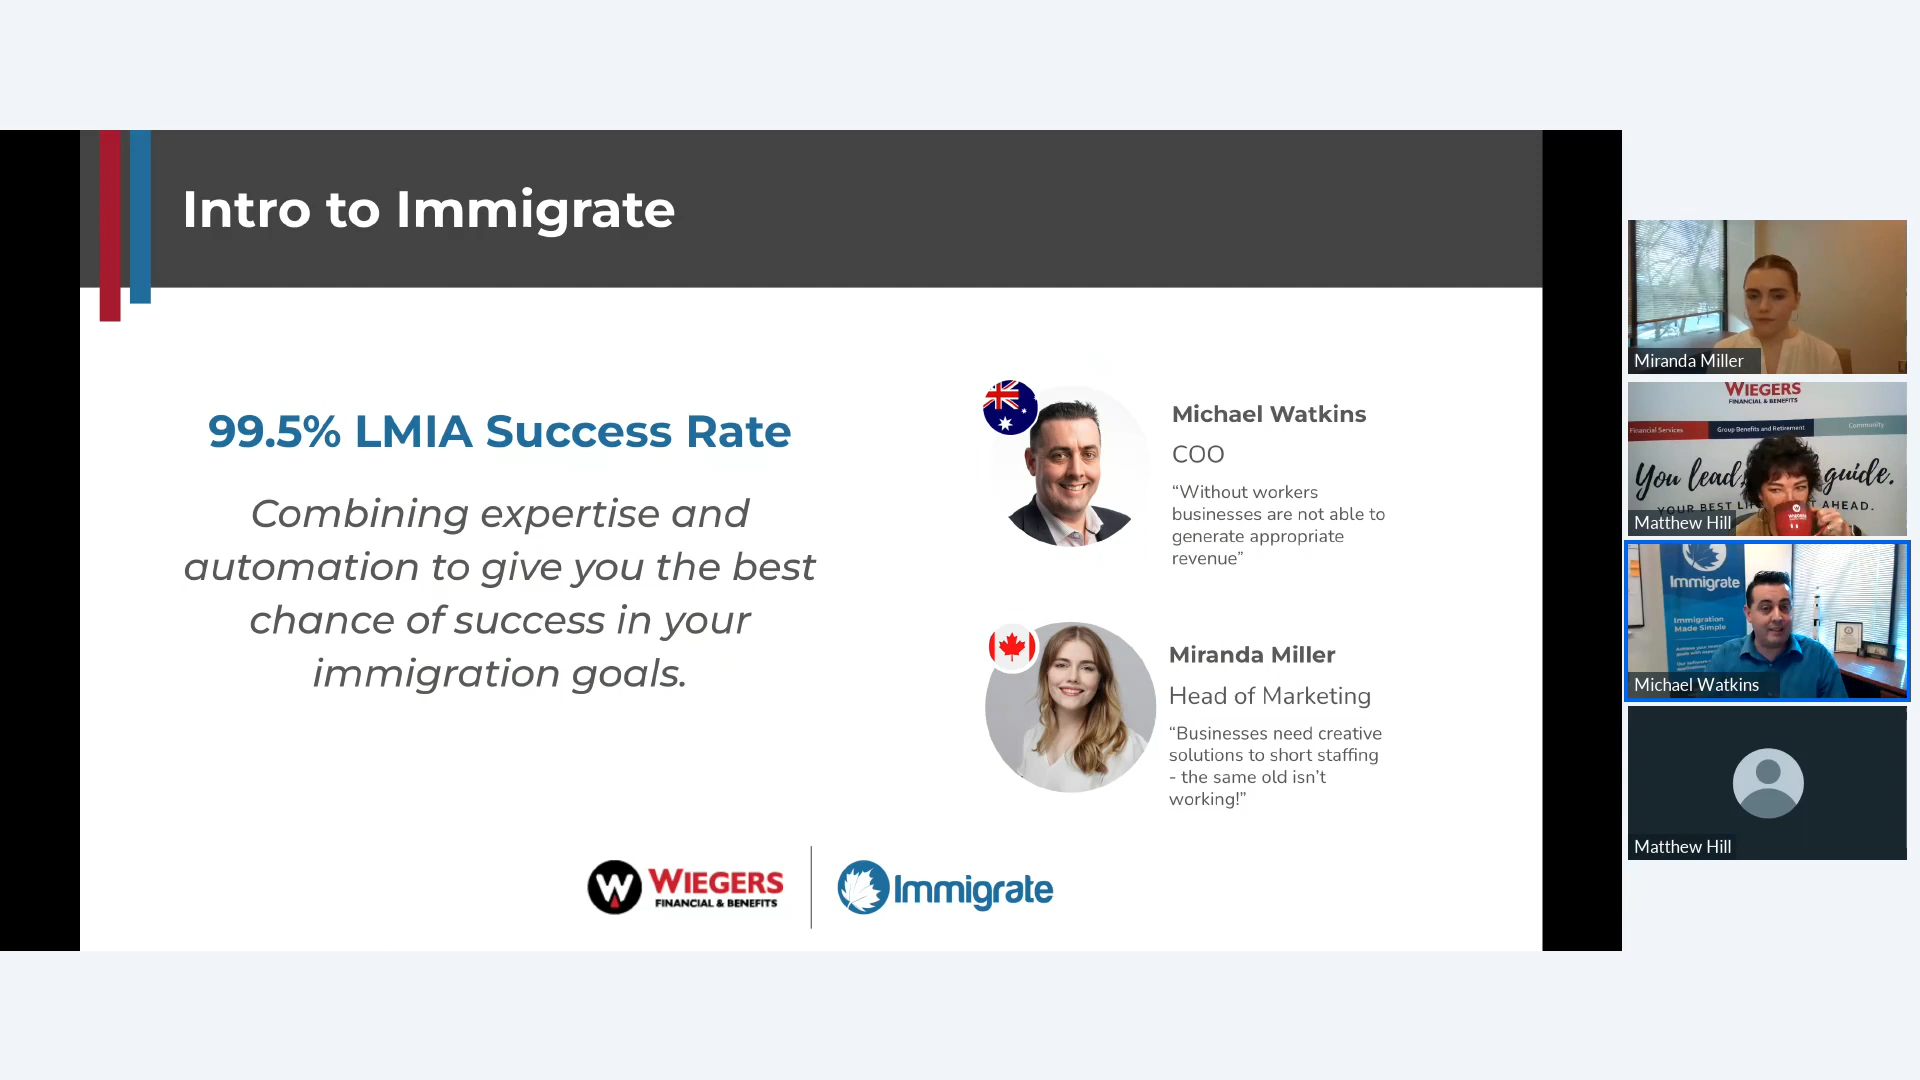 Intro to Immigrate
99.5% LMIA Success Rate
Combining expertise and
automation to give you the best
chance of success in your
immigration goals.
Michael Watkins
COO
“Without workers
businesses are not able to
generate appropriate
revenue”
Miranda Miller
Head of Marketing
“Businesses need creative
solutions to short staffing
- the same old isn’t
working!”
W WIEGERS
FINANCIAL & BENEFITS
Immigrate
Miranda Miller
WIEGERS
FINANCIAL & BENEFITS
Financial Services
Group Benefits and Retirement
Community
You lead, guide.
YOUR BEST AHEAD.
Matthew Hill
Immigrate
Immigration
Made Simple
Michael Watkins
Matthew Hill